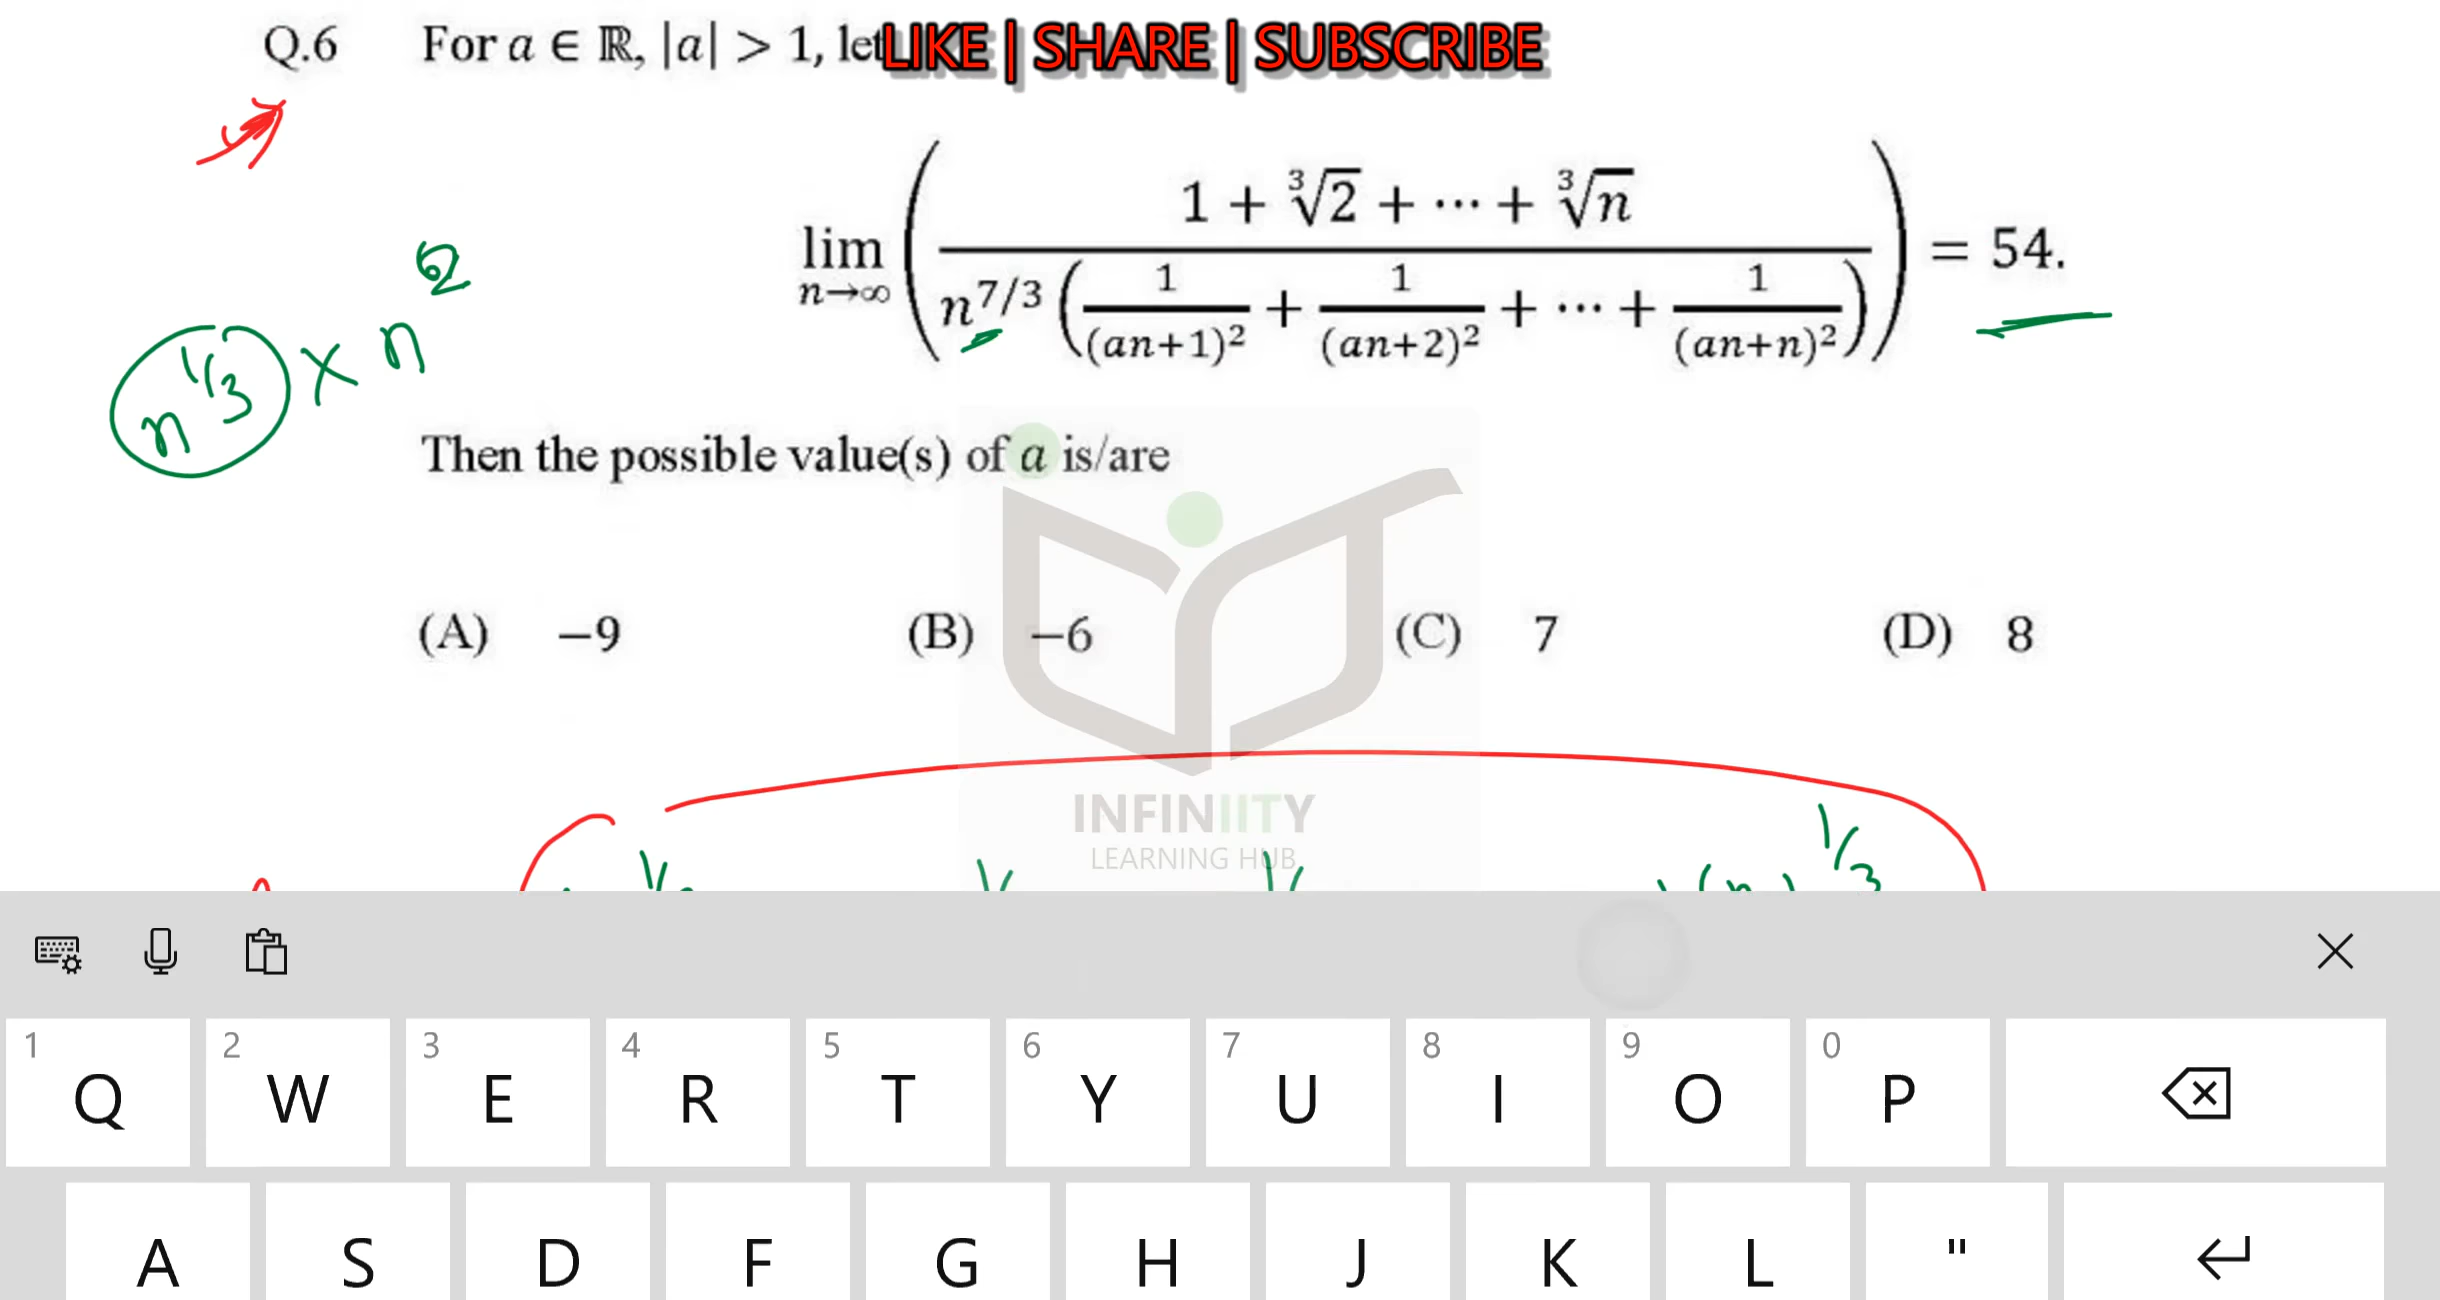 Q.6 For a ∈ ℝ, |a| > 1, let
LIKE | SHARE | SUBSCRIBE
lim n→∞ ( (1 + ∛2 + ⋯ + ∛n) / (n^{7/3} ( 1/(an+1)² + 1/(an+2)² + ⋯ + 1/(an+n)² )) ) = 54.
n^{1/3} × n^2
Then the possible value(s) of a is/are
(A) −9 (B) −6 (C) 7 (D) 8
INFINIITY
LEARNING HUB
1 2 3 4 5 6 7 8 9 0
Q W E R T Y U I O P
A S D F G H J K L "